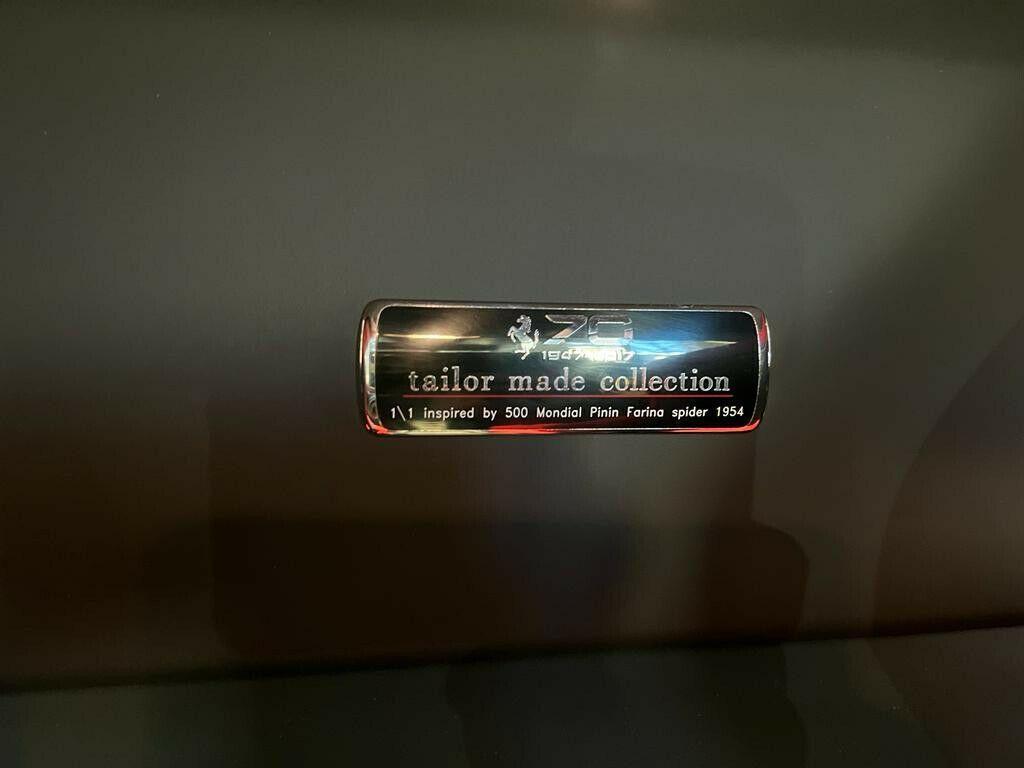 70
1947 2017
tailor made collection
1\1 inspired by 500 Mondial Pinin Farina spider 1954